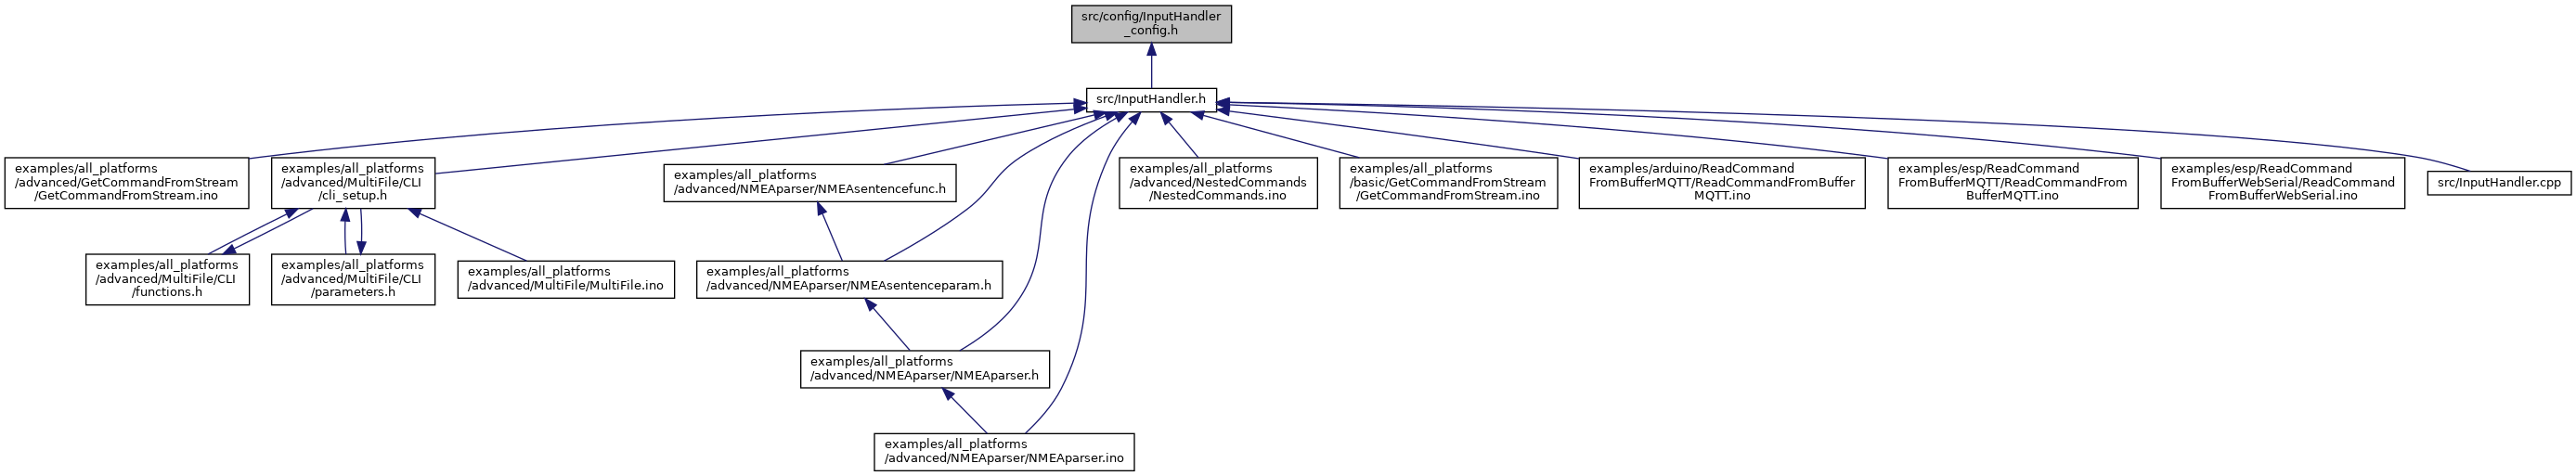 src/config/InputHandler
_config.h
src/InputHandler.h
examples/all_platforms
/advanced/GetCommandFromStream
/GetCommandFromStream.ino
examples/all_platforms
/advanced/MultiFile/CLI
/cli_setup.h
examples/all_platforms
/advanced/NMEAparser/NMEAsentencefunc.h
examples/all_platforms
/advanced/NestedCommands
/NestedCommands.ino
examples/all_platforms
/basic/GetCommandFromStream
/GetCommandFromStream.ino
examples/arduino/ReadCommand
FromBufferMQTT/ReadCommandFromBuffer
MQTT.ino
examples/esp/ReadCommand
FromBufferMQTT/ReadCommandFrom
BufferMQTT.ino
examples/esp/ReadCommand
FromBufferWebSerial/ReadCommand
FromBufferWebSerial.ino
src/InputHandler.cpp
examples/all_platforms
/advanced/MultiFile/CLI
/functions.h
examples/all_platforms
/advanced/MultiFile/CLI
/parameters.h
examples/all_platforms
/advanced/MultiFile/MultiFile.ino
examples/all_platforms
/advanced/NMEAparser/NMEAsentenceparam.h
examples/all_platforms
/advanced/NMEAparser/NMEAparser.h
examples/all_platforms
/advanced/NMEAparser/NMEAparser.ino